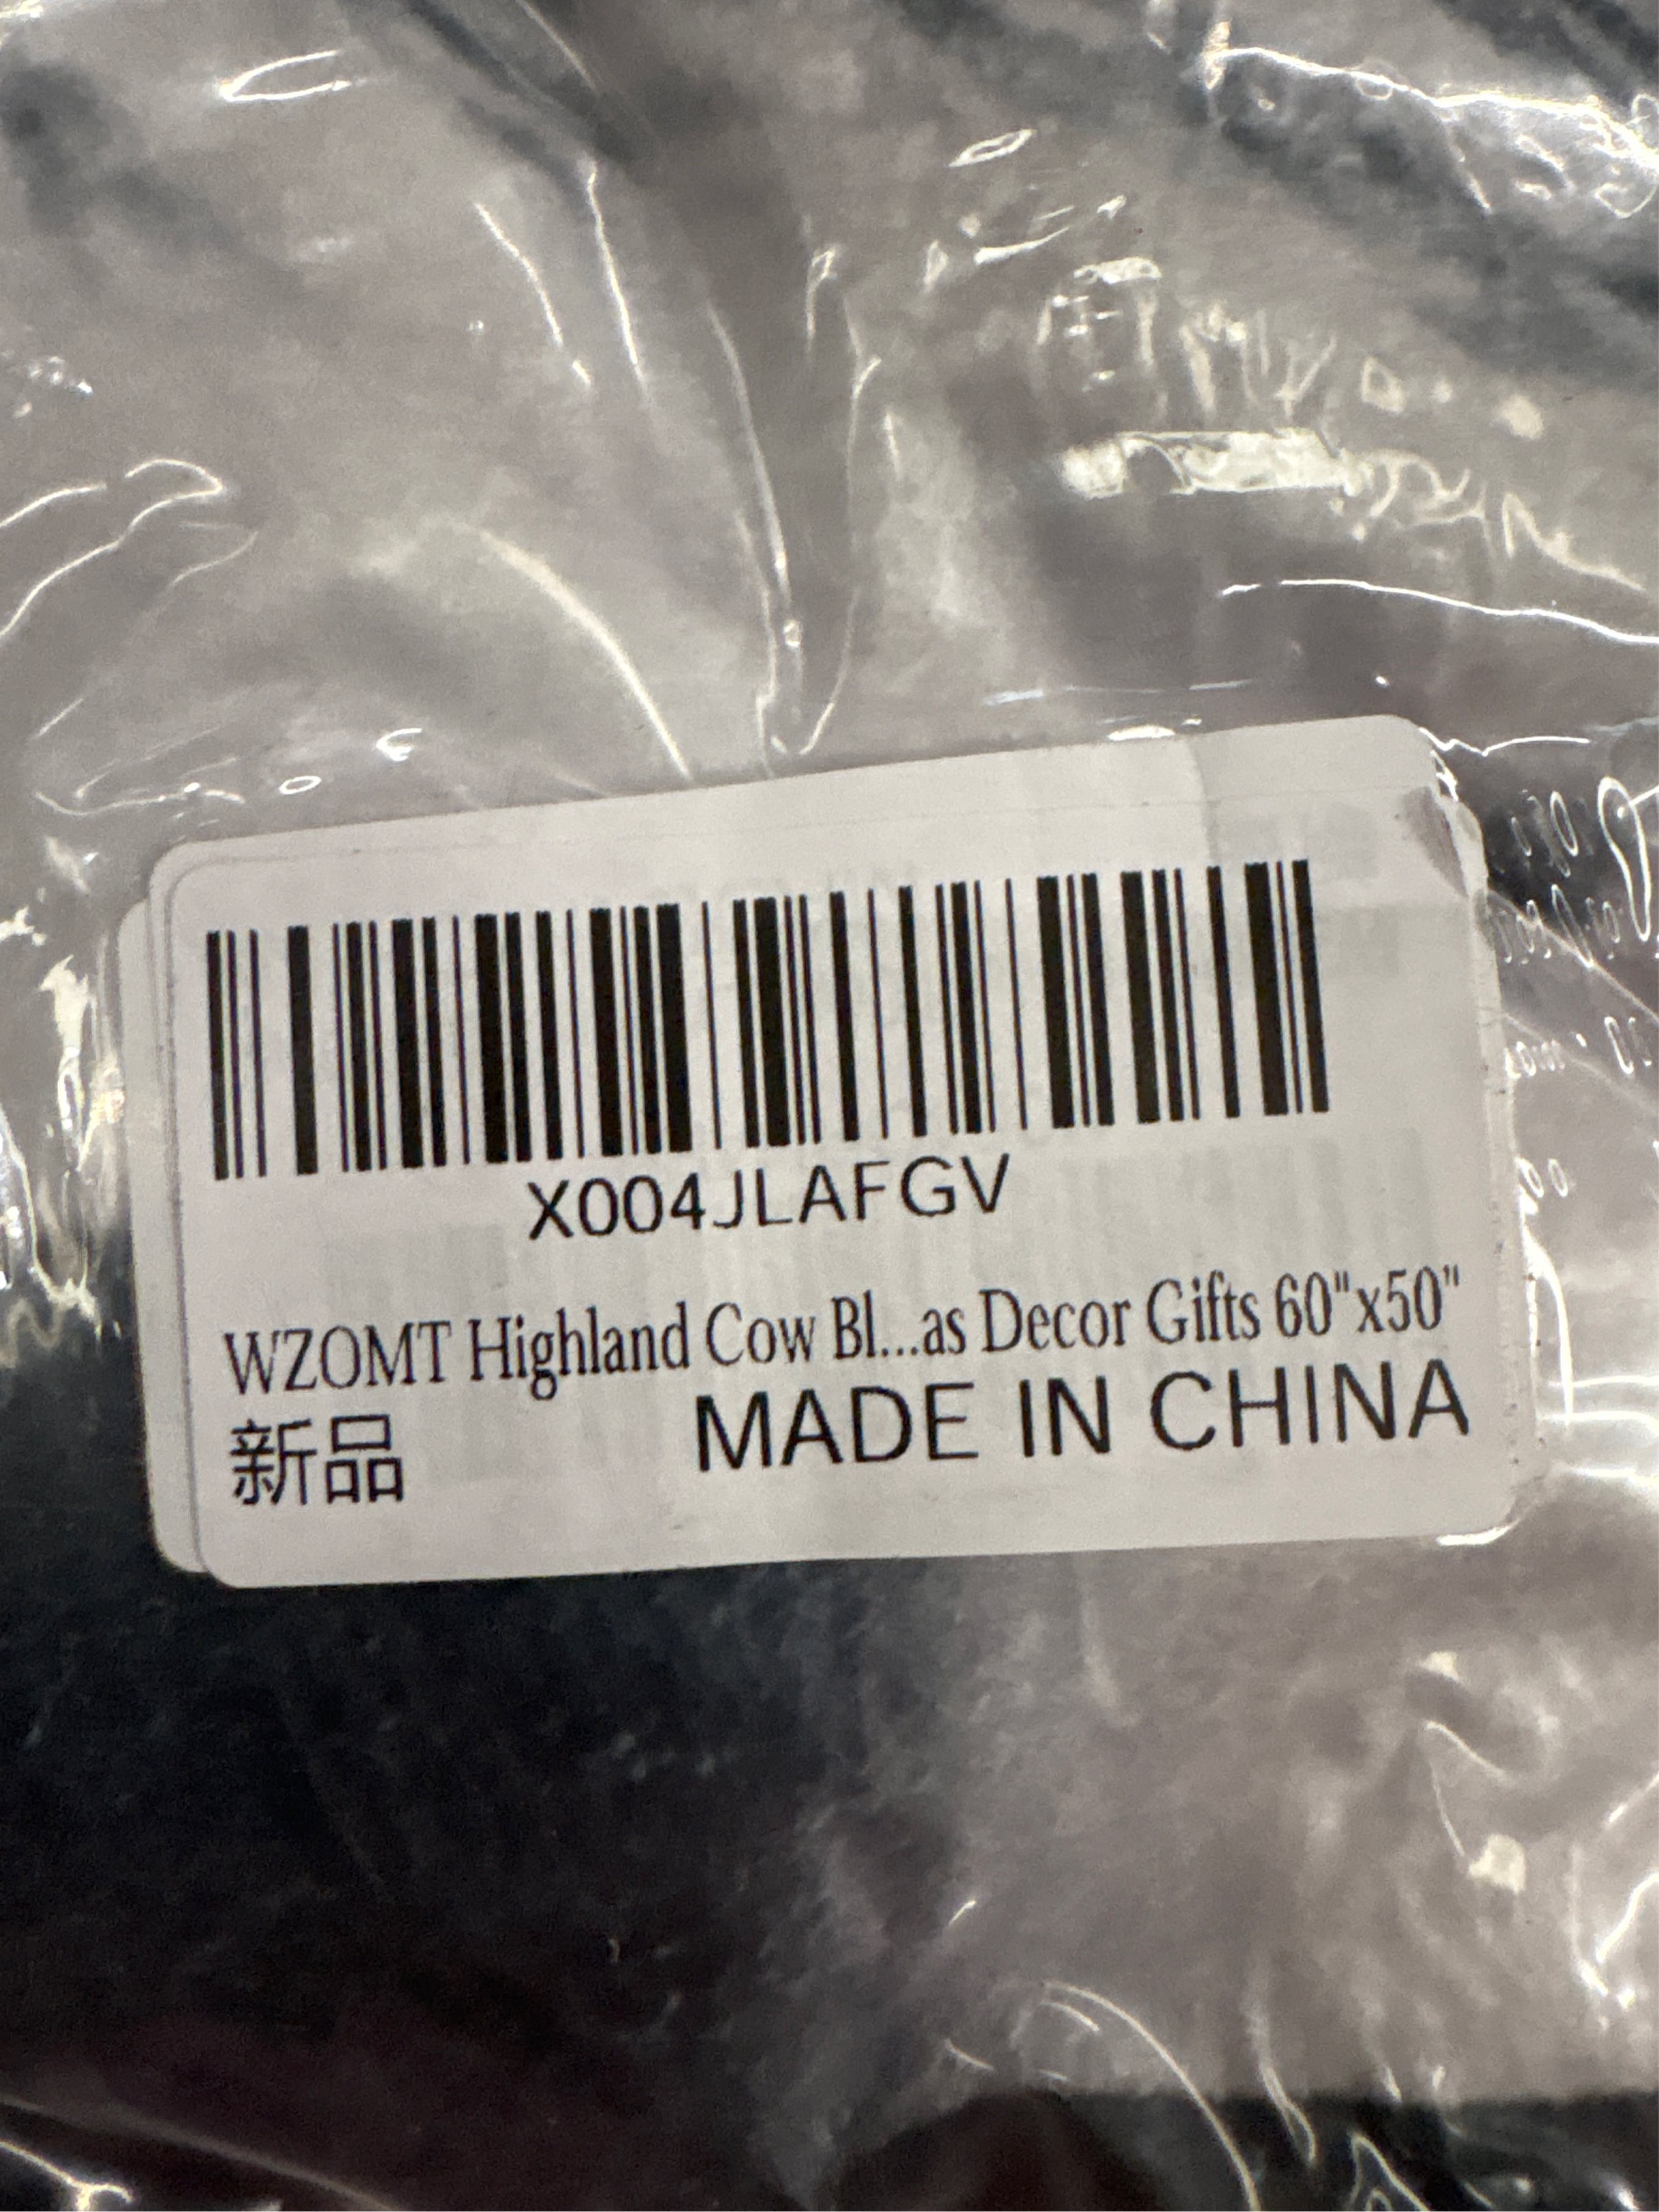 X004JLAFGV
WZOMT Highland Cow Bl...as Decor Gifts 60"x50"
新品 MADE IN CHINA